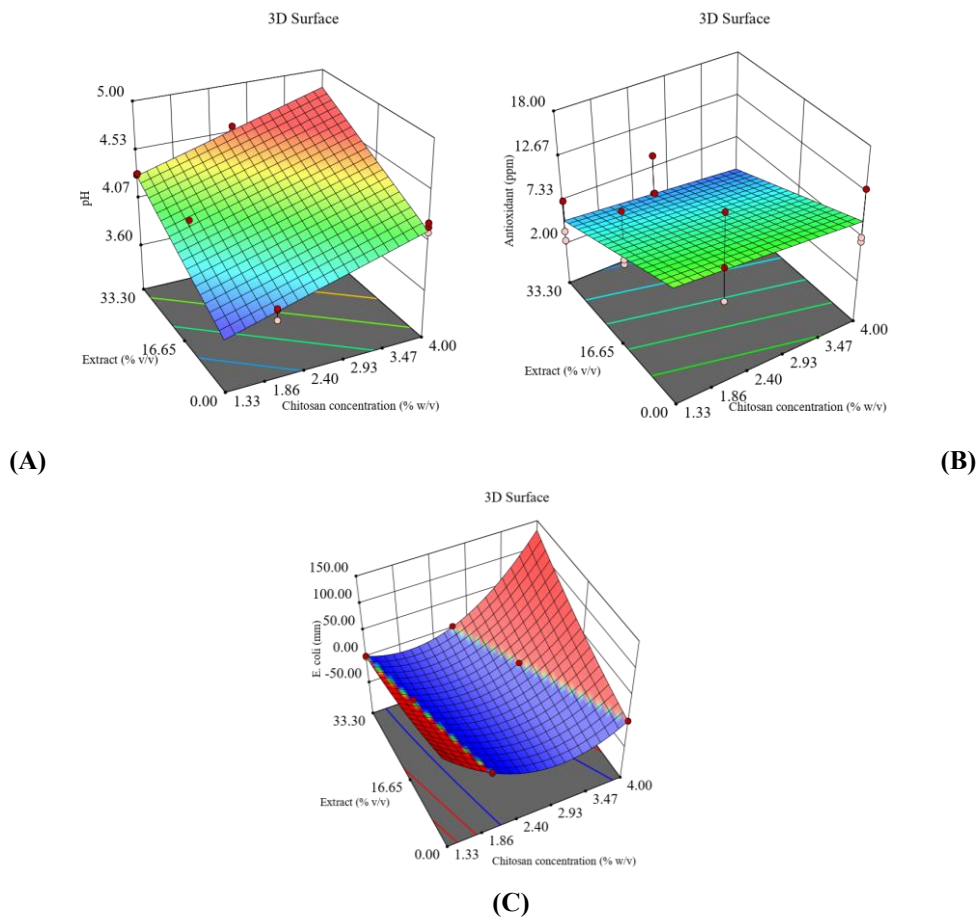 3D Surface
5.00
4.53
4.07
3.60
pH
33.30
16.65
0.00
Extract (% v/v)
1.33
1.86
2.40
2.93
3.47
4.00
Chitosan concentration (% w/v)
(A)
3D Surface
18.00
12.67
7.33
2.00
Antioxidant (ppm)
33.30
16.65
0.00
Extract (% v/v)
1.33
1.86
2.40
2.93
3.47
4.00
Chitosan concentration (% w/v)
(B)
3D Surface
150.00
100.00
50.00
0.00
-50.00
E. coli (mm)
33.30
16.65
0.00
Extract (% v/v)
1.33
1.86
2.40
2.93
3.47
4.00
Chitosan concentration (% w/v)
(C)